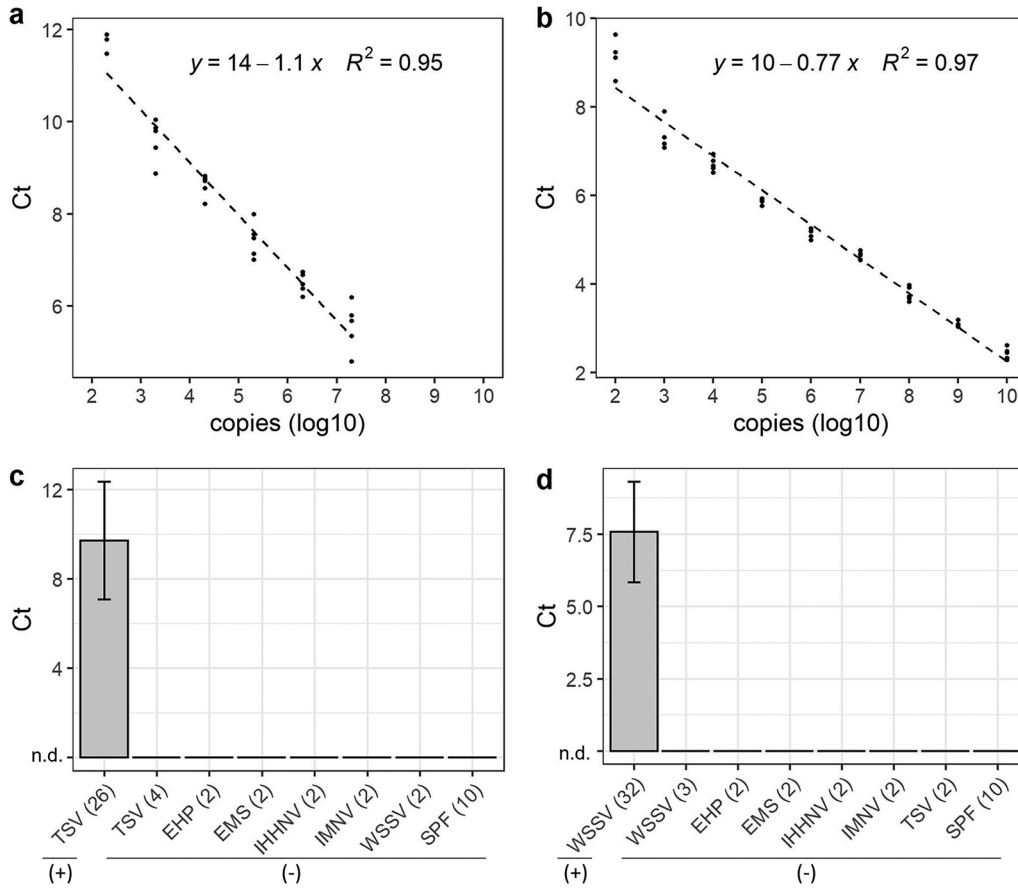 a
y = 14 – 1.1 x R² = 0.95
12
10
8
6
Ct
2 3 4 5 6 7 8 9 10
copies (log10)
b
y = 10 – 0.77 x R² = 0.97
10
8
6
4
2
Ct
2 3 4 5 6 7 8 9 10
copies (log10)
c
12
8
4
n.d.
Ct
TSV (26) TSV (4) EHP (2) EMS (2) IHHNV (2) IMNV (2) WSSV (2) SPF (10)
(+) (-)
d
7.5
5.0
2.5
n.d.
Ct
WSSV (32) WSSV (3) EHP (2) EMS (2) IHHNV (2) IMNV (2) TSV (2) SPF (10)
(+) (-)